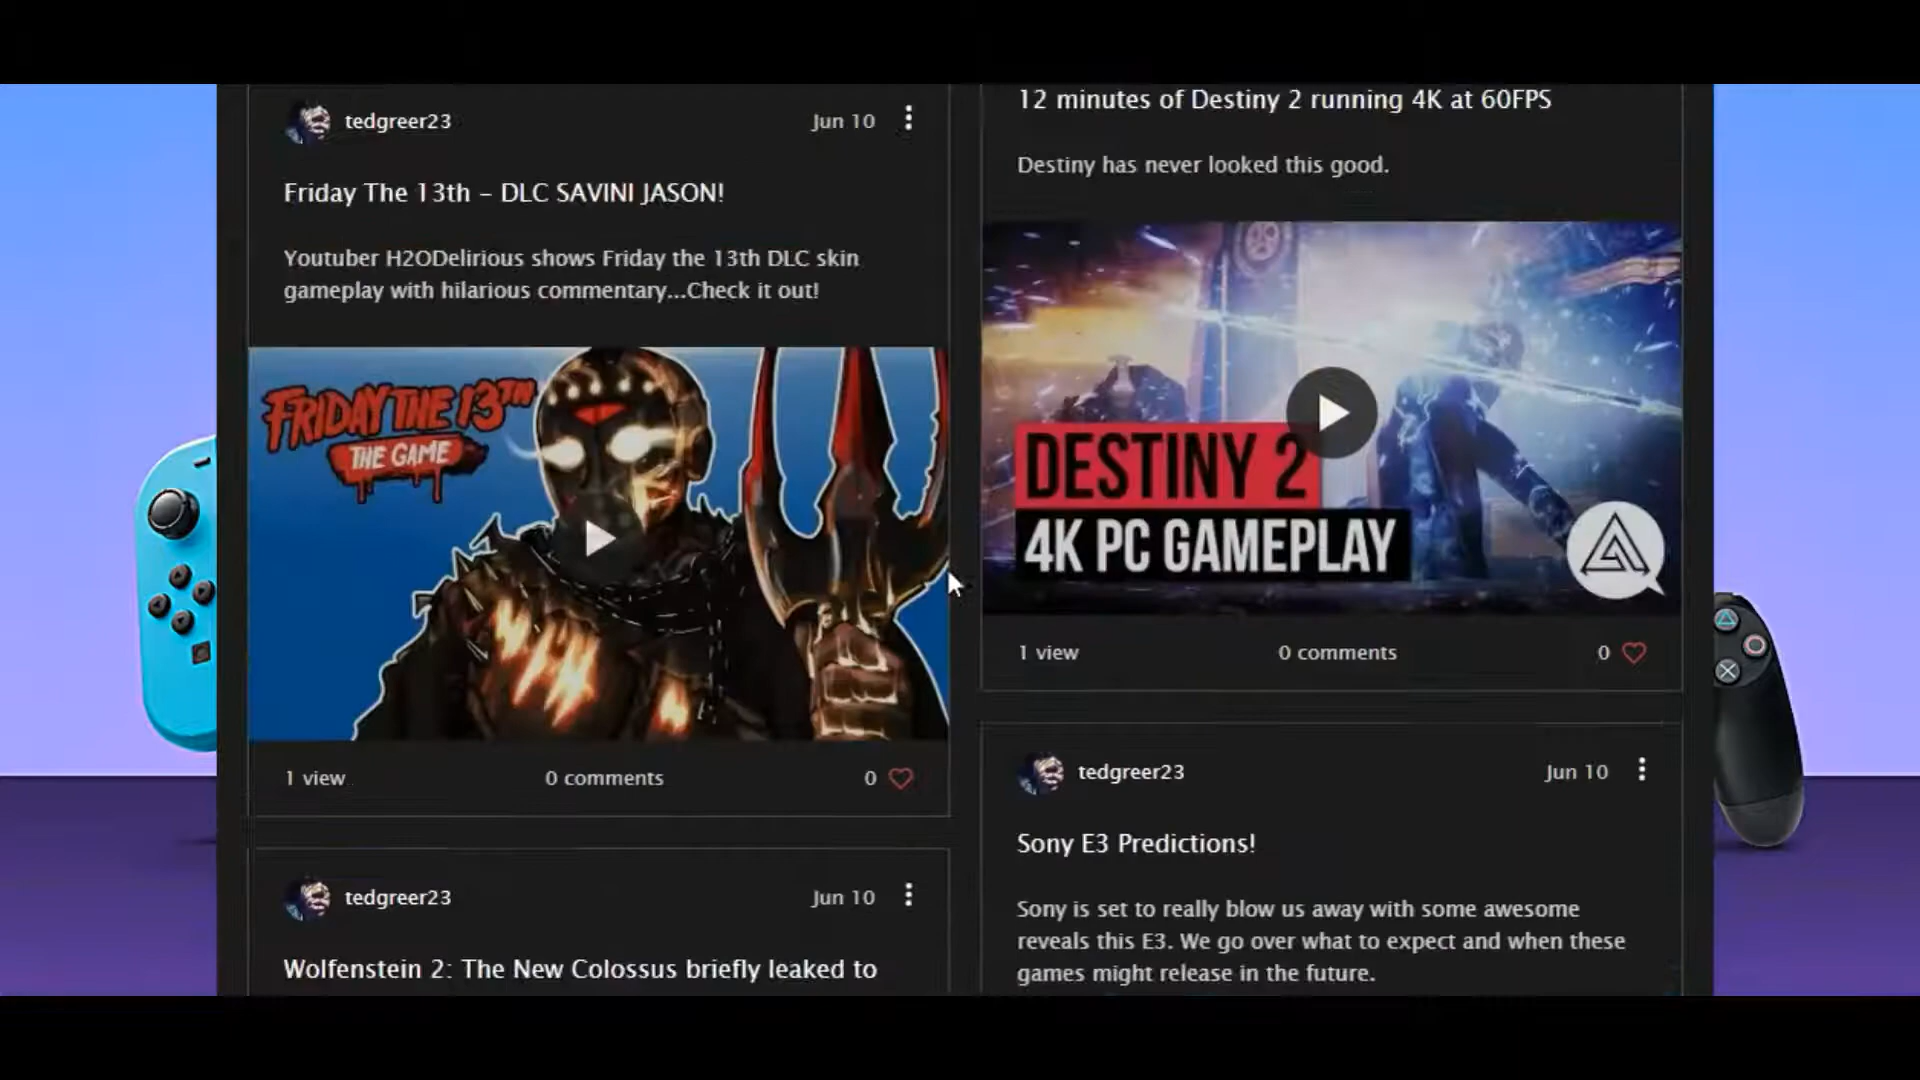 tedgreer23
Jun 10
Friday The 13th – DLC SAVINI JASON!
Youtuber H2ODelirious shows Friday the 13th DLC skin
gameplay with hilarious commentary...Check it out!
FRIDAY THE 13TH
THE GAME
1 view
0 comments
0
tedgreer23
Jun 10
Wolfenstein 2: The New Colossus briefly leaked to
12 minutes of Destiny 2 running 4K at 60FPS
Destiny has never looked this good.
DESTINY 2
4K PC GAMEPLAY
1 view
0 comments
0
tedgreer23
Jun 10
Sony E3 Predictions!
Sony is set to really blow us away with some awesome
reveals this E3. We go over what to expect and when these
games might release in the future.